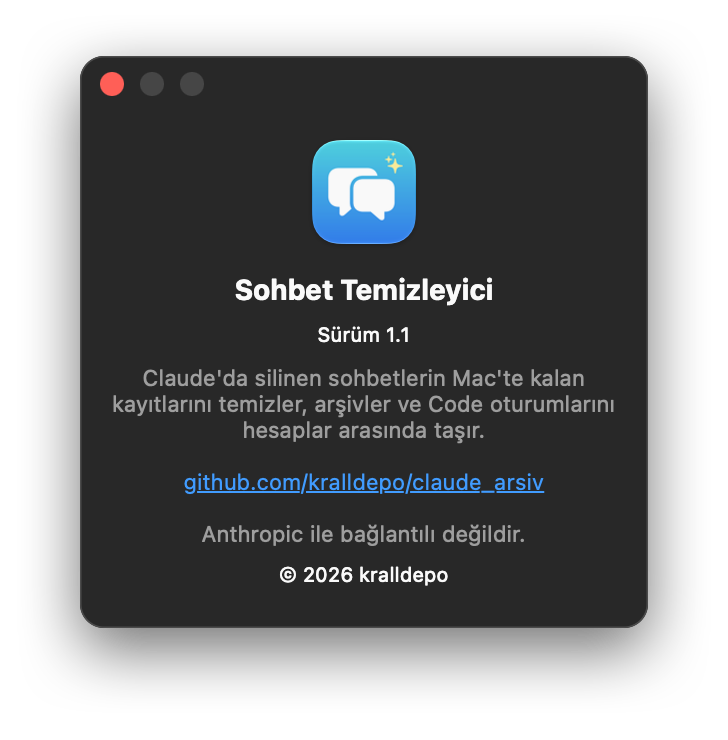 Sohbet Temizleyici
Sürüm 1.1
Claude'da silinen sohbetlerin Mac'te kalan
kayıtlarını temizler, arşivler ve Code oturumlarını
hesaplar arasında taşır.
github.com/kralldepo/claude_arsiv
Anthropic ile bağlantılı değildir.
© 2026 kralldepo